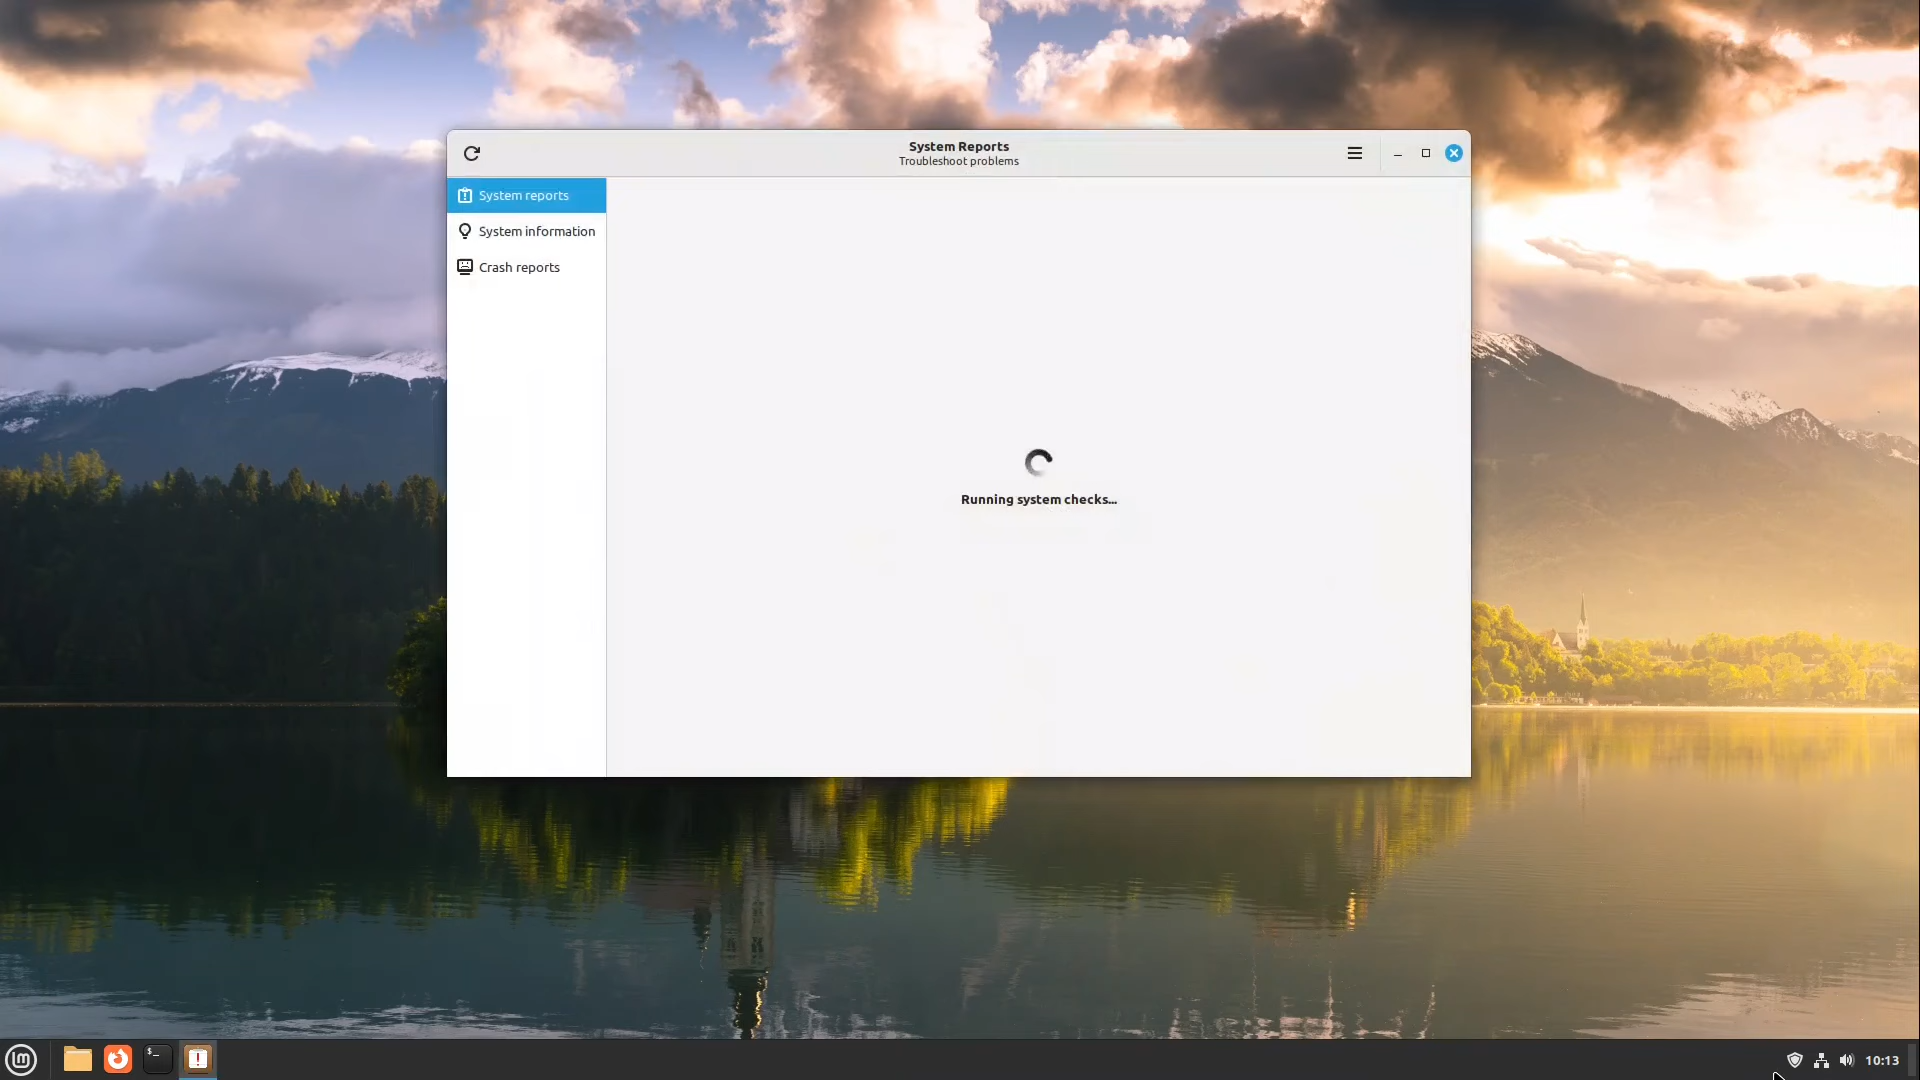 System Reports
Troubleshoot problems
System reports
System information
Crash reports
Running system checks...
10:13